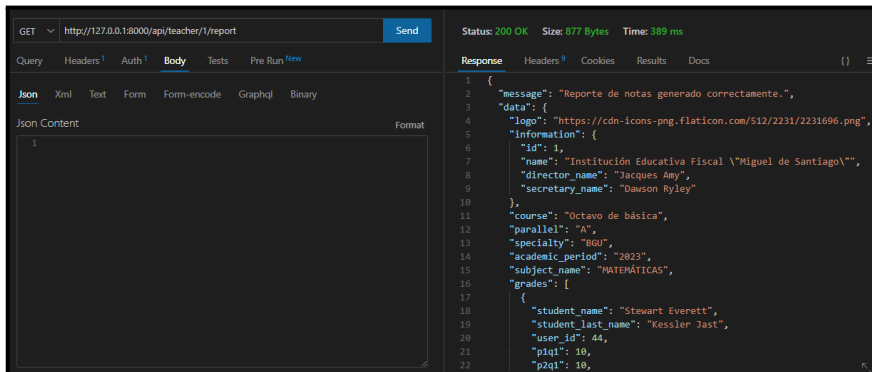 GET http://127.0.0.1:8000/api/teacher/1/report Send
Query Headers 1 Auth 1 Body Tests Pre Run New
Json Xml Text Form Form-encode Graphql Binary
Json Content Format
1
Status: 200 OK Size: 877 Bytes Time: 389 ms
Response Headers 9 Cookies Results Docs {}
1 {
2 "message": "Reporte de notas generado correctamente.",
3 "data": {
4 "logo": "https://cdn-icons-png.flaticon.com/512/2231/2231696.png",
5 "information": {
6 "id": 1,
7 "name": "Institución Educativa Fiscal \"Miguel de Santiago\"",
8 "director_name": "Jacques Amy",
9 "secretary_name": "Dawson Ryley"
10 },
11 "course": "Octavo de básica",
12 "parallel": "A",
13 "specialty": "BGU",
14 "academic_period": "2023",
15 "subject_name": "MATEMÁTICAS",
16 "grades": [
17 {
18 "student_name": "Stewart Everett",
19 "student_last_name": "Kessler Jast",
20 "user_id": 44,
21 "p1q1": 10,
22 "p2q1": 10,